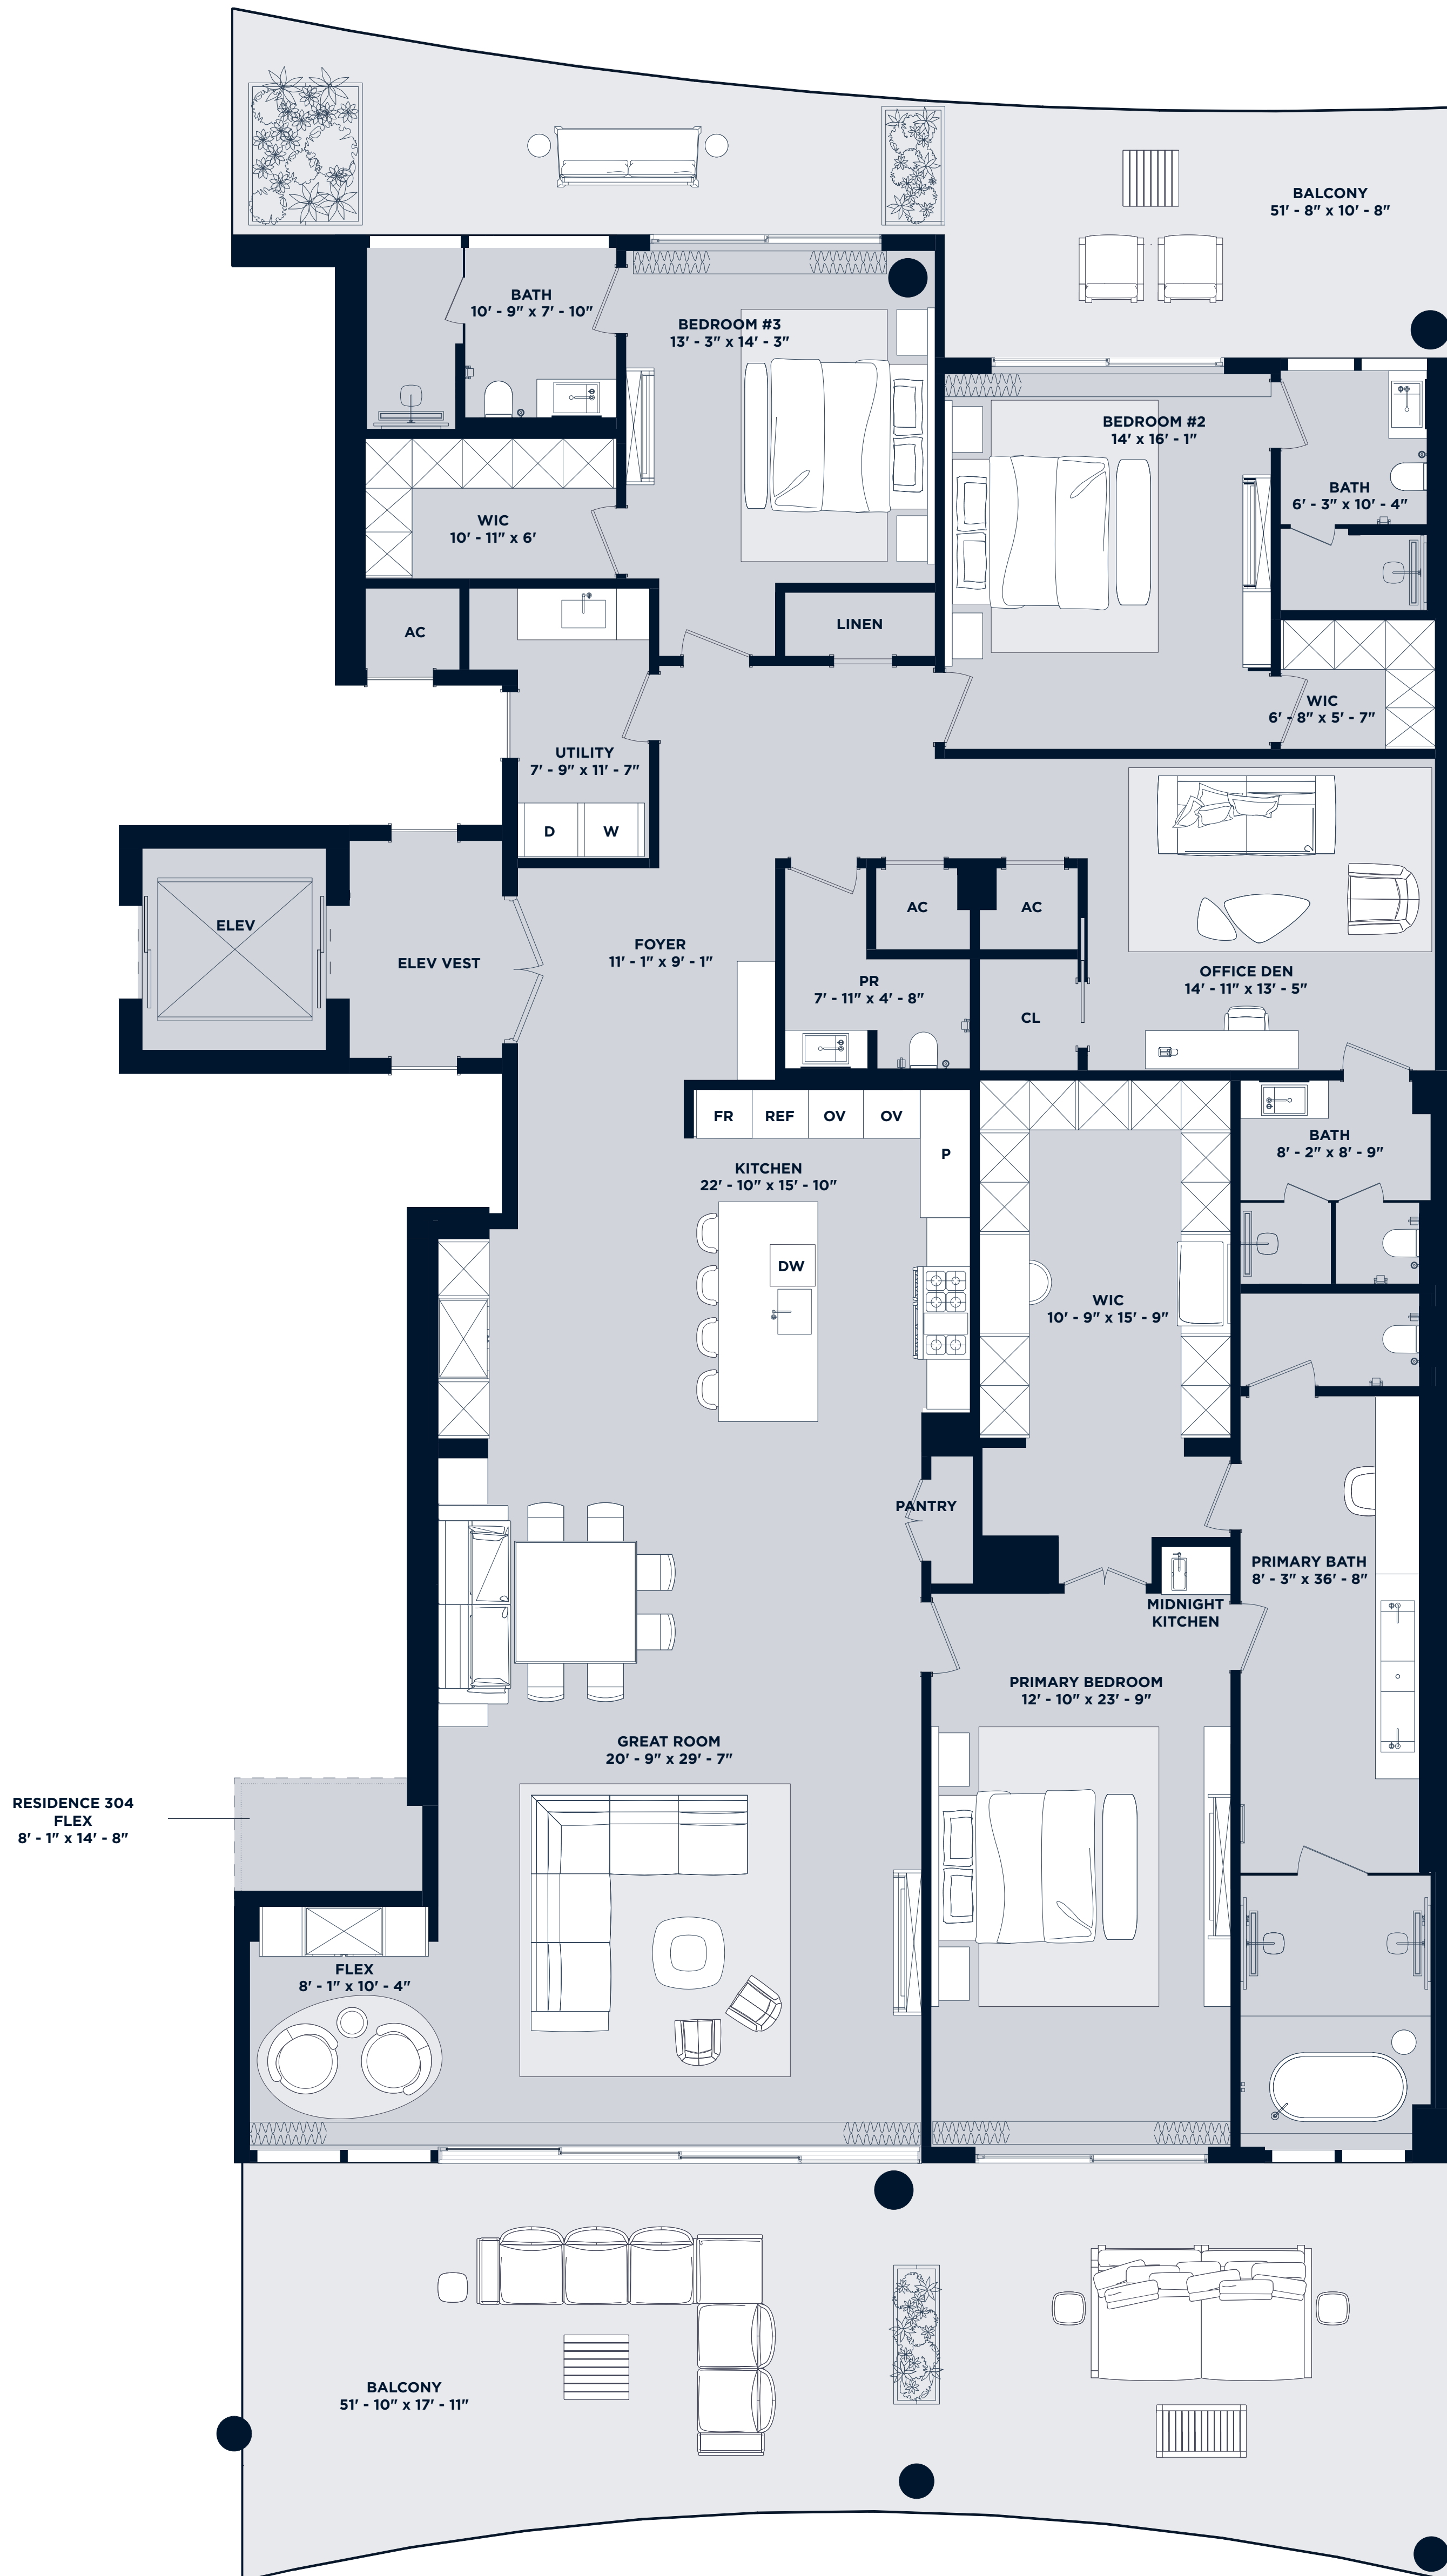 BALCONY
51' - 8" x 10' - 8"
BATH
10' - 9" x 7' - 10"
BEDROOM #3
13' - 3" x 14' - 3"
BEDROOM #2
14' x 16' - 1"
BATH
6' - 3" x 10' - 4"
WIC
10' - 11" x 6'
AC
LINEN
WIC
6' - 8" x 5' - 7"
UTILITY
7' - 9" x 11' - 7"
D
W
ELEV
ELEV VEST
FOYER
11' - 1" x 9' - 1"
AC
AC
PR
7' - 11" x 4' - 8"
CL
OFFICE DEN
14' - 11" x 13' - 5"
FR
REF
OV
OV
P
KITCHEN
22' - 10" x 15' - 10"
BATH
8' - 2" x 8' - 9"
DW
WIC
10' - 9" x 15' - 9"
PANTRY
PRIMARY BATH
8' - 3" x 36' - 8"
MIDNIGHT
KITCHEN
PRIMARY BEDROOM
12' - 10" x 23' - 9"
GREAT ROOM
20' - 9" x 29' - 7"
RESIDENCE 304
FLEX
8' - 1" x 14' - 8"
FLEX
8' - 1" x 10' - 4"
BALCONY
51' - 10" x 17' - 11"